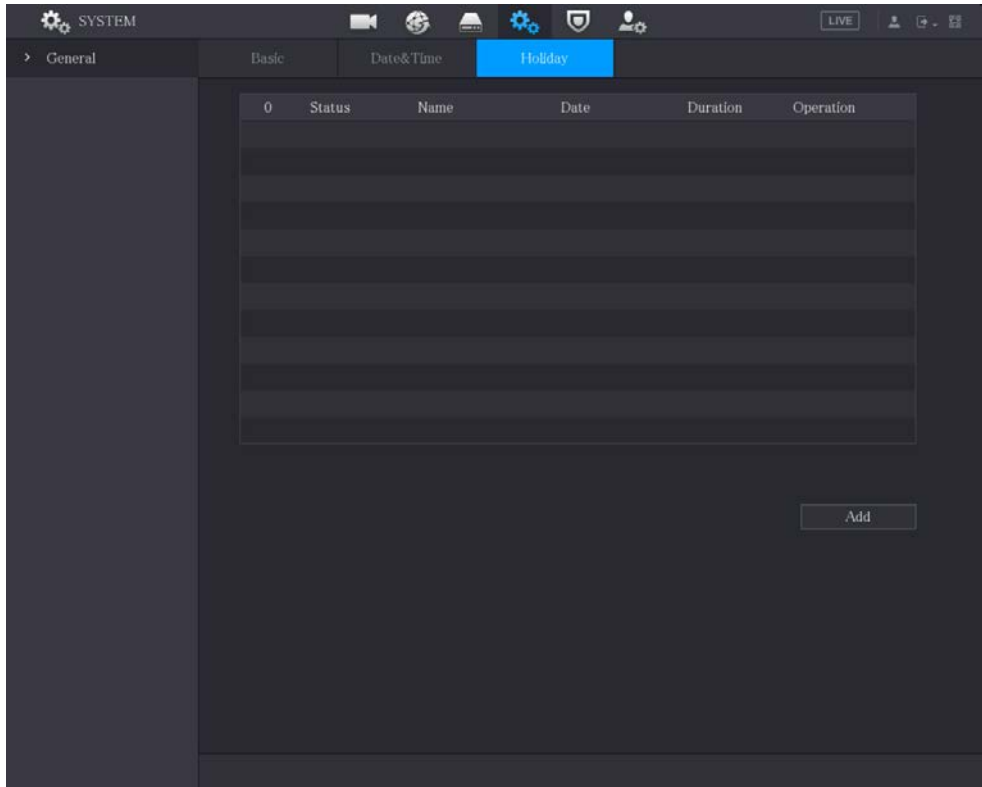 SYSTEM LIVE
General Basic Date&Time Holiday
0 Status Name Date Duration Operation
Add